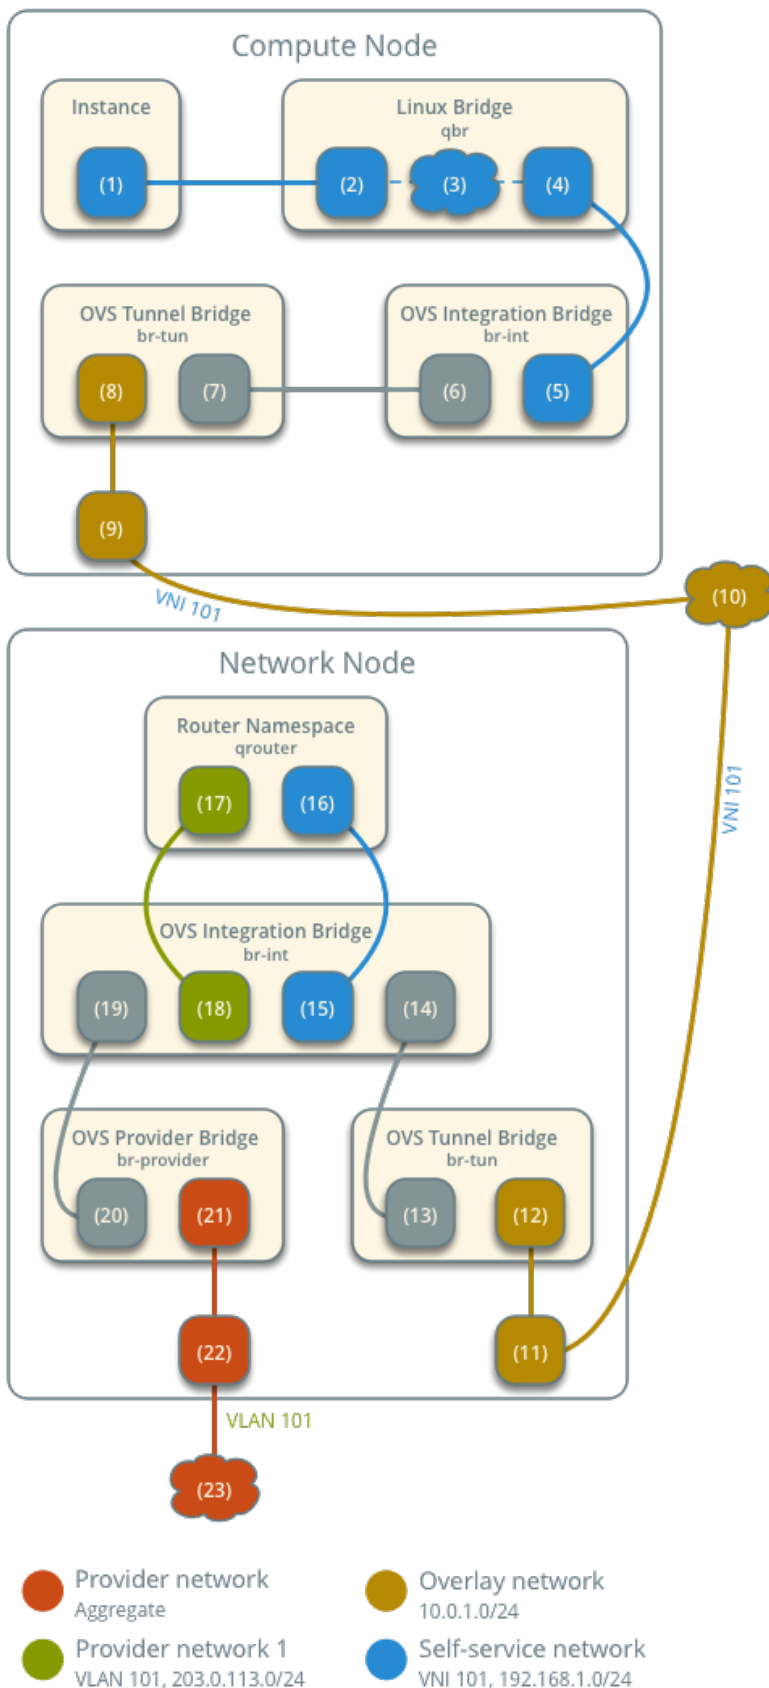 Compute Node
Instance
Linux Bridge
qbr
(1)
(2)
(3)
(4)
OVS Tunnel Bridge
br-tun
OVS Integration Bridge
br-int
(8)
(7)
(6)
(5)
(9)
VNI 101
(10)
Network Node
Router Namespace
qrouter
(17)
(16)
VNI 101
OVS Integration Bridge
br-int
(19)
(18)
(15)
(14)
OVS Provider Bridge
br-provider
OVS Tunnel Bridge
br-tun
(20)
(21)
(13)
(12)
(22)
(11)
VLAN 101
(23)
Provider network
Aggregate
Overlay network
10.0.1.0/24
Provider network 1
VLAN 101, 203.0.113.0/24
Self-service network
VNI 101, 192.168.1.0/24